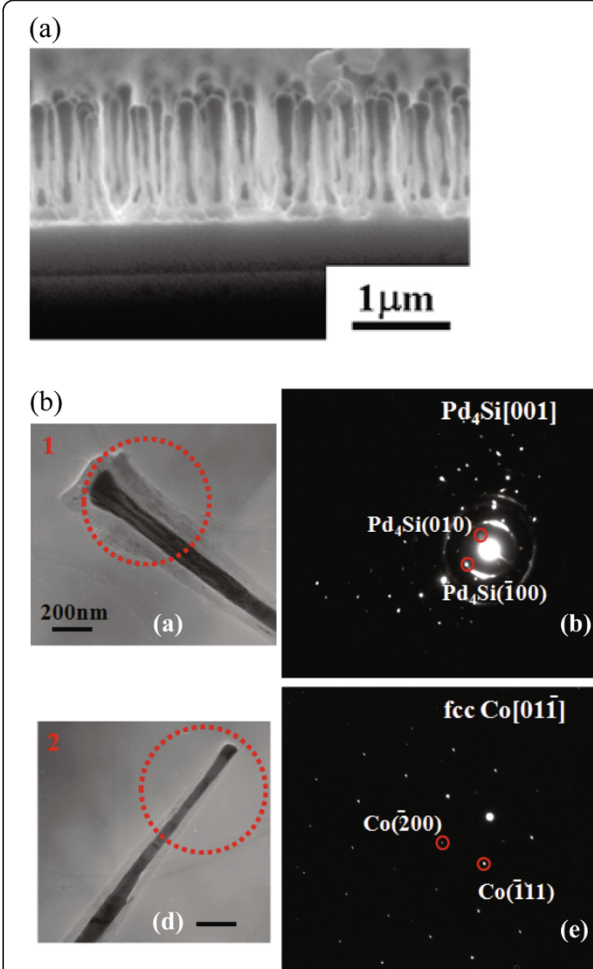 (a)
1μm
(b)
1
200nm
(a)
Pd₄Si[001]
Pd₄Si(010)
Pd₄Si(1̄00)
(b)
2
(d)
fcc Co[011̄]
Co(2̄00)
Co(1̄11)
(e)